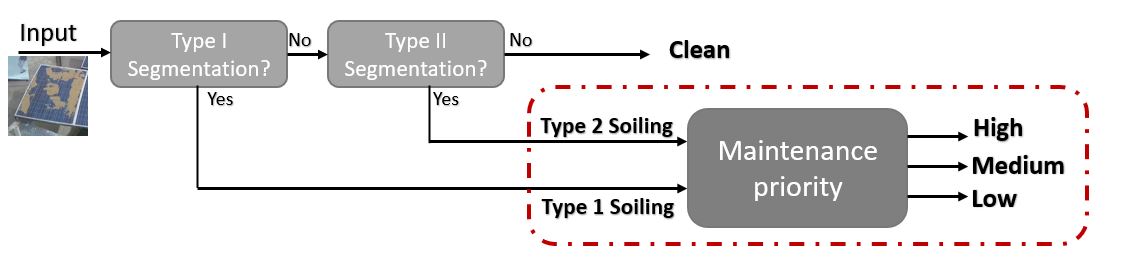 Input
Type I
Segmentation?
No
Type II
Segmentation?
No
Clean
Yes
Yes
Type 2 Soiling
Type 1 Soiling
Maintenance
priority
High
Medium
Low